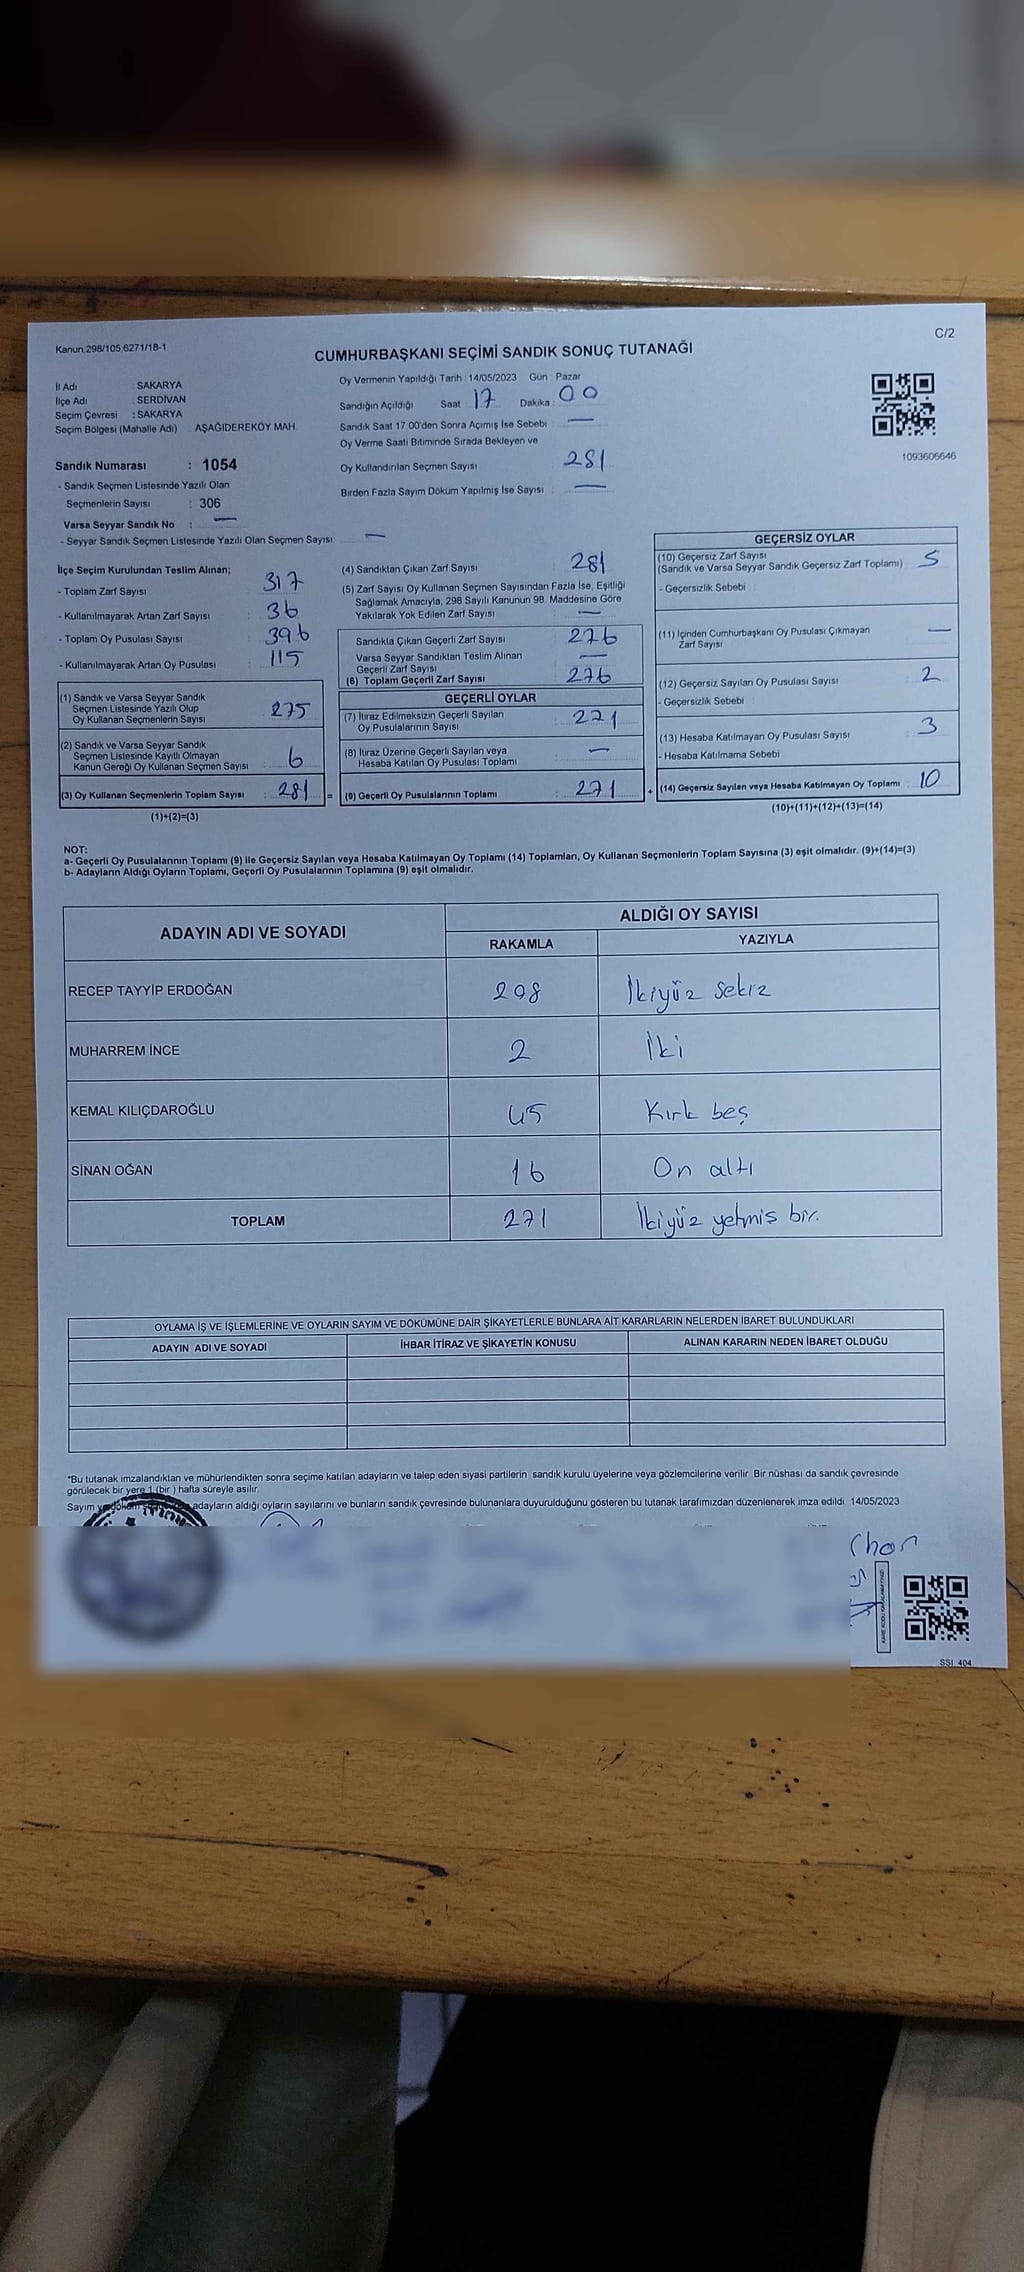 Kanun,298/105,6271/18-1
C/2
CUMHURBAŞKANI SEÇİMİ SANDIK SONUÇ TUTANAĞI
İl Adı : SAKARYA
İlçe Adı : SERDİVAN
Seçim Çevresi : SAKARYA
Seçim Bölgesi (Mahalle Adı) : AŞAĞIDEREKÖY MAH.
Sandık Numarası : 1054
- Sandık Seçmen Listesinde Yazılı Olan
Seçmenlerin Sayısı : 306
Varsa Seyyar Sandık No : —
- Seyyar Sandık Seçmen Listesinde Yazılı Olan Seçmen Sayısı —
Oy Vermenin Yapıldığı Tarih : 14/05/2023 Gün : Pazar
Sandığın Açıldığı Saat : 17 Dakika : 00
Sandık Saat 17.00'den Sonra Açımış İse Sebebi : —
Oy Verme Saati Bitiminde Sırada Bekleyen ve
Oy Kullandırılan Seçmen Sayısı : 281
Birden Fazla Sayım Döküm Yapılmış İse Sayısı : —
1093606646
İlçe Seçim Kurulundan Teslim Alınan;
- Toplam Zarf Sayısı : 317
- Kullanılmayarak Artan Zarf Sayısı : 36
- Toplam Oy Pusulası Sayısı : 396
- Kullanılmayarak Artan Oy Pusulası : 115
(1) Sandık ve Varsa Seyyar Sandık
Seçmen Listesinde Yazılı Olup
Oy Kullanan Seçmenlerin Sayısı : 275
(2) Sandık ve Varsa Seyyar Sandık
Seçmen Listesinde Kayıtlı Olmayan
Kanun Gereği Oy Kullanan Seçmen Sayısı : 6
(3) Oy Kullanan Seçmenlerin Toplam Sayısı : 281 =
(1)+(2)=(3)
(4) Sandıktan Çıkan Zarf Sayısı : 281
(5) Zarf Sayısı Oy Kullanan Seçmen Sayısından Fazla İse, Eşitliği
Sağlamak Amacıyla, 298 Sayılı Kanunun 98. Maddesine Göre
Yakılarak Yok Edilen Zarf Sayısı : —
Sandıkla Çıkan Geçerli Zarf Sayısı : 276
Varsa Seyyar Sandıktan Teslim Alınan
Geçerli Zarf Sayısı : —
(6) Toplam Geçerli Zarf Sayısı : 276
GEÇERLİ OYLAR
(7) İtiraz Edilmeksizin Geçerli Sayılan
Oy Pusulalarının Sayısı : 271
(8) İtiraz Üzerine Geçerli Sayılan veya
Hesaba Katılan Oy Pusulası Toplamı : —
(9) Geçerli Oy Pusulalarının Toplamı : 271 +
GEÇERSİZ OYLAR
(10) Geçersiz Zarf Sayısı
(Sandık ve Varsa Seyyar Sandık Geçersiz Zarf Toplamı) : 5
- Geçersizlik Sebebi :
(11) İçinden Cumhurbaşkanı Oy Pusulası Çıkmayan
Zarf Sayısı —
(12) Geçersiz Sayılan Oy Pusulası Sayısı : 2
- Geçersizlik Sebebi :
(13) Hesaba Katılmayan Oy Pusulası Sayısı : 3
- Hesaba Katılmama Sebebi :
(14) Geçersiz Sayılan veya Hesaba Katılmayan Oy Toplamı : 10
(10)+(11)+(12)+(13)=(14)
NOT:
a- Geçerli Oy Pusulalarının Toplamı (9) ile Geçersiz Sayılan veya Hesaba Katılmayan Oy Toplamı (14) Toplamları, Oy Kullanan Seçmenlerin Toplam Sayısına (3) eşit olmalıdır. (9)+(14)=(3)
b- Adayların Aldığı Oyların Toplamı, Geçerli Oy Pusulalarının Toplamına (9) eşit olmalıdır.
ADAYIN ADI VE SOYADI
ALDIĞI OY SAYISI
RAKAMLA YAZIYLA
RECEP TAYYİP ERDOĞAN 208 İkiyüz sekiz
MUHARREM İNCE 2 İki
KEMAL KILIÇDAROĞLU 45 Kırk beş
SİNAN OĞAN 16 On altı
TOPLAM 271 İkiyüz yetmiş bir.
OYLAMA İŞ VE İŞLEMLERİNE VE OYLARIN SAYIM VE DÖKÜMÜNE DAİR ŞİKAYETLERLE BUNLARA AİT KARARLARIN NELERDEN İBARET BULUNDUKLARI
ADAYIN ADI VE SOYADI İHBAR İTİRAZ VE ŞİKAYETİN KONUSU ALINAN KARARIN NEDEN İBARET OLDUĞU
*Bu tutanak imzalandıktan ve mühürlendikten sonra seçime katılan adayların ve talep eden siyasi partilerin sandık kurulu üyelerine veya gözlemcilerine verilir. Bir nüshası da sandık çevresinde
görülecek bir yere 1 (bir) hafta süreyle asılır.
Sayım adayların aldığı oyların sayılarını ve bunların sandık çevresinde bulunanlara duyurulduğunu gösteren bu tutanak tarafımızdan düzenlenerek imza edildi. 14/05/2023
SSI 404